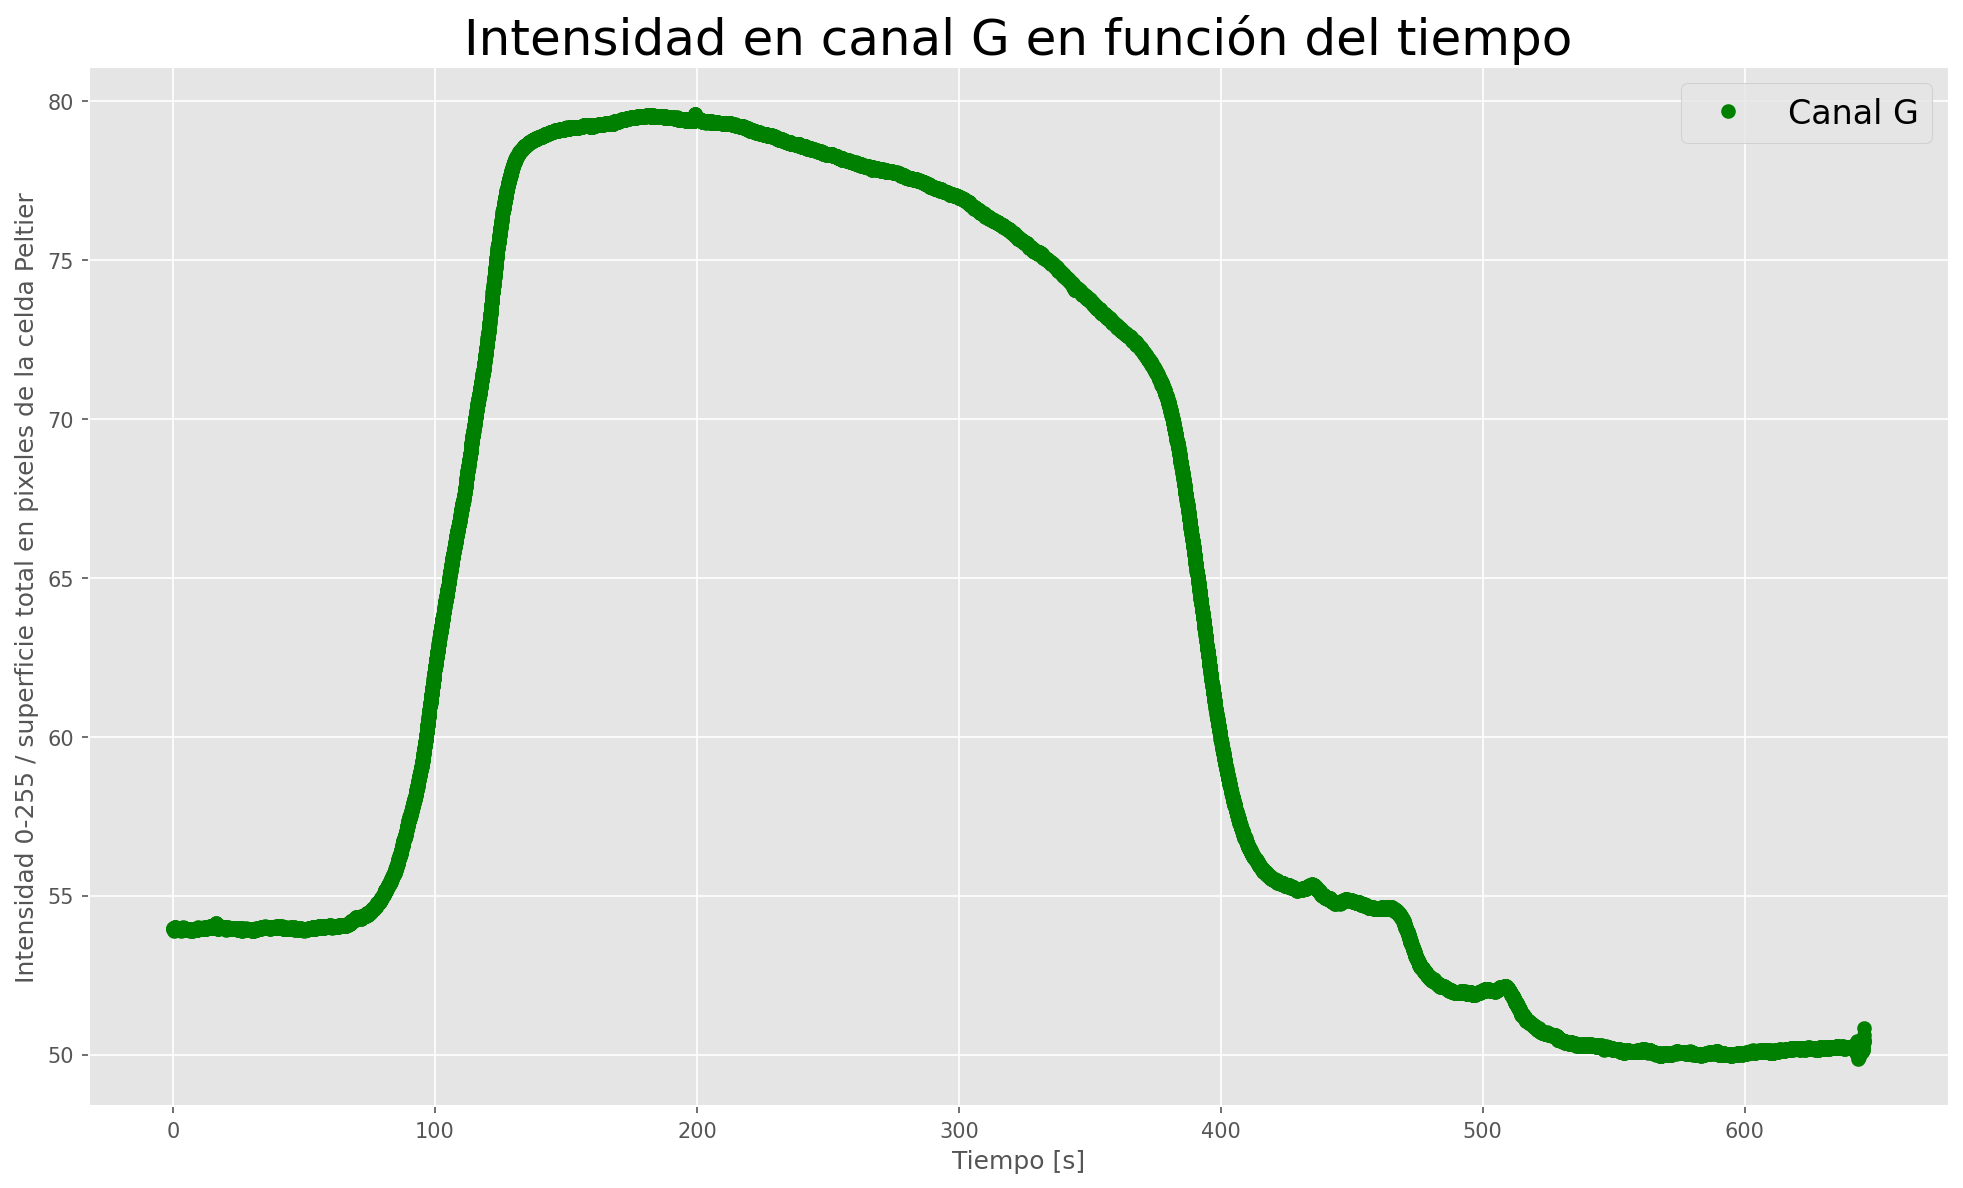 Intensidad en canal G en función del tiempo
Canal G
Intensidad 0-255 / superficie total en pixeles de la celda Peltier
80
75
70
65
60
55
50
0 100 200 300 400 500 600
Tiempo [s]